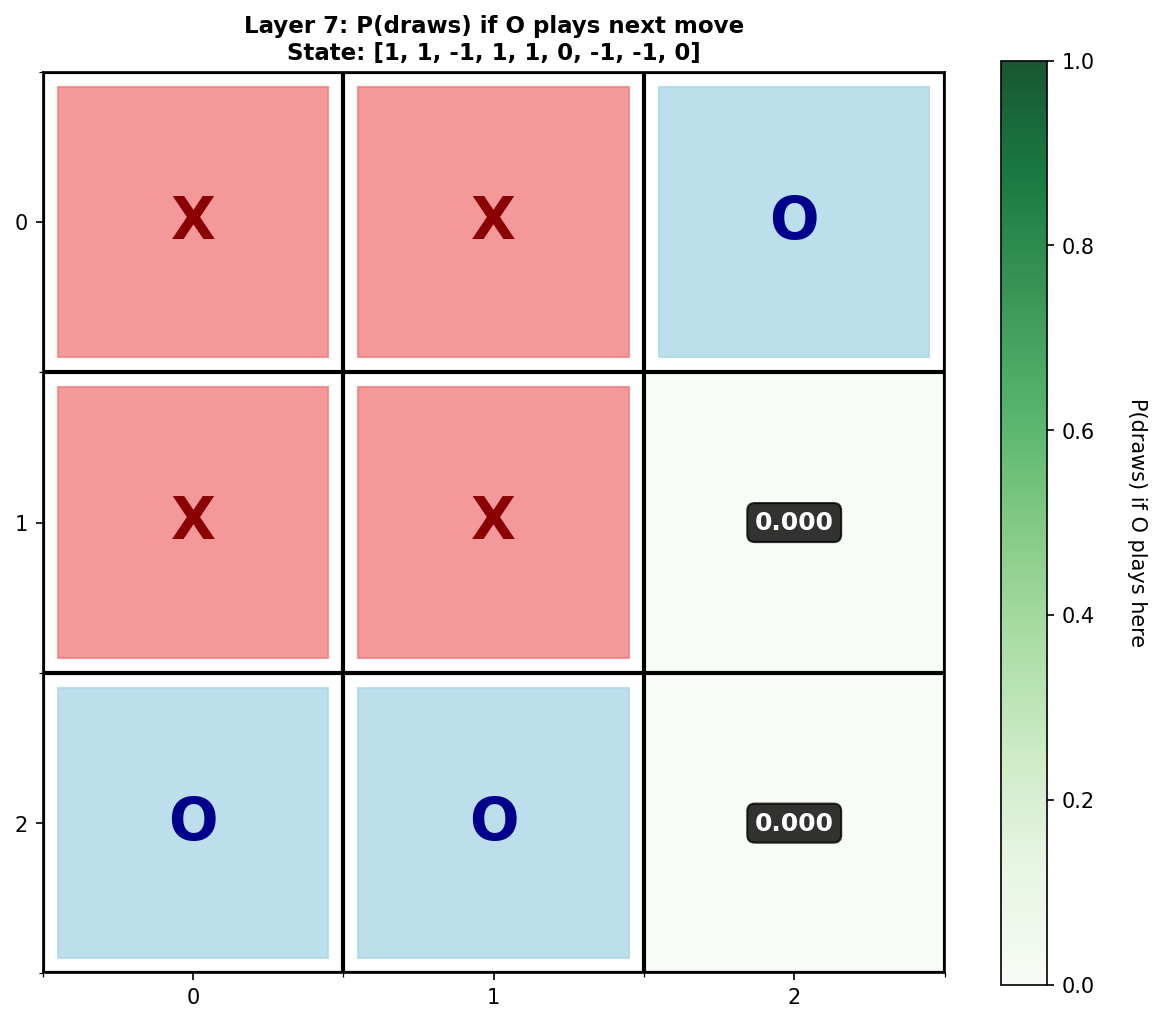 Layer 7: P(draws) if O plays next move
State: [1, 1, -1, 1, 1, 0, -1, -1, 0]
X X O
X X 0.000
O O 0.000
0
1
2
0 1 2
1.0
0.8
0.6
0.4
0.2
0.0
P(draws) if O plays here